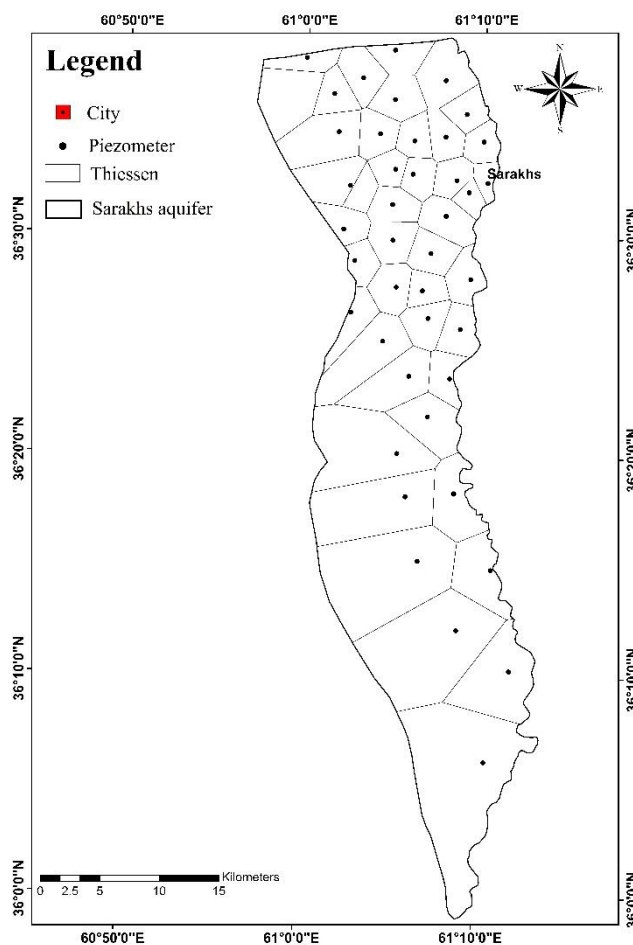 60°50'0"E 61°0'0"E 61°10'0"E
Legend
City
Piezometer
Thiessen
Sarakhs aquifer
N
W E
S
Sarakhs
36°30'0"N 36°30'0"N
36°20'0"N 36°20'0"N
36°10'0"N 36°10'0"N
36°0'0"N 36°0'0"N
Kilometers
0 2.5 5 10 15
60°50'0"E 61°0'0"E 61°10'0"E